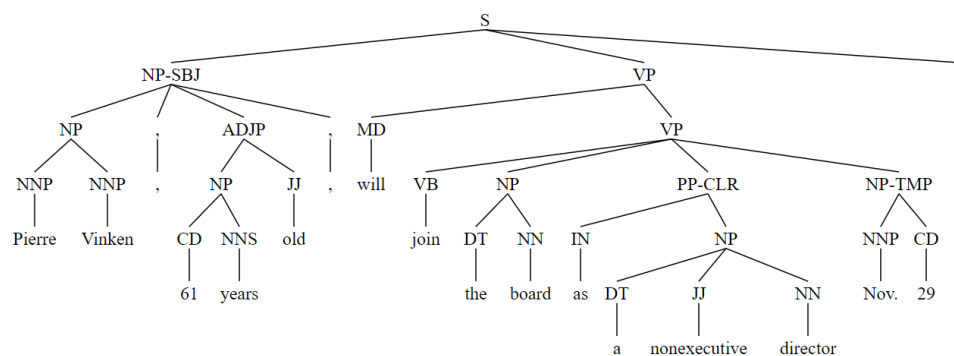 S
NP-SBJ VP
NP , ADJP , MD VP
NNP NNP , NP JJ , will VB NP PP-CLR NP-TMP
Pierre Vinken CD NNS old join DT NN IN NP NNP CD
61 years the board as DT JJ NN Nov. 29
a nonexecutive director